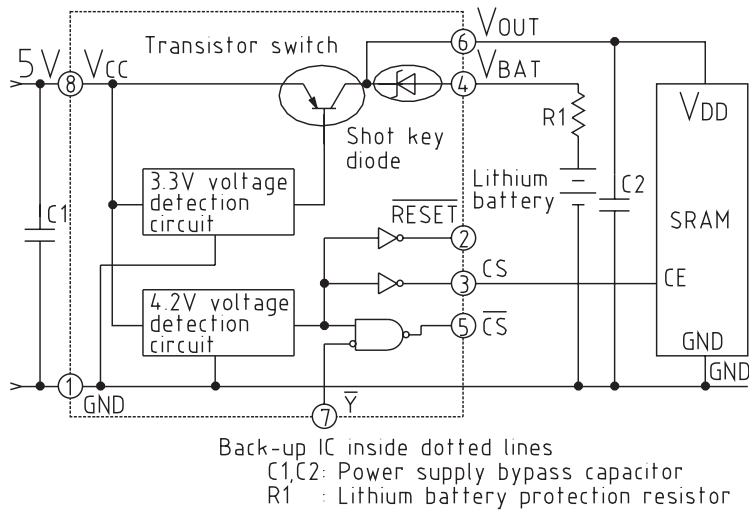 Transistor switch
VOUT
6
5V
VCC
8
VBAT
4
Shot key
diode
R1
VDD
3.3V voltage
detection
circuit
Lithium
battery
C2
C1
RESET
2
SRAM
4.2V voltage
detection
circuit
CS
3
CE
CS
5
GND
GND
1
GND
Y
7
Back-up IC inside dotted lines
C1,C2: Power supply bypass capacitor
R1 : Lithium battery protection resistor